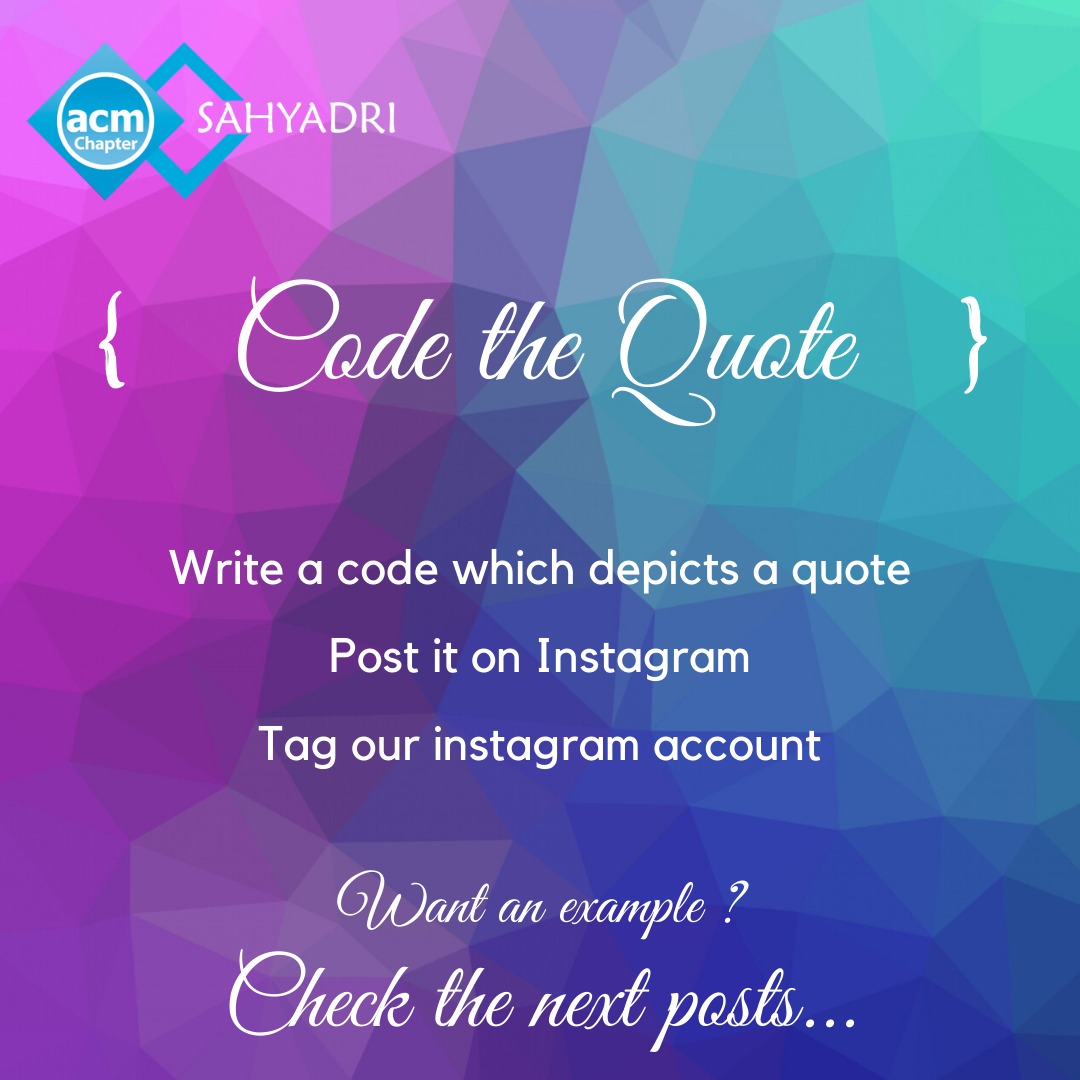 acm
Chapter
SAHYADRI
{ Code the Quote }
Write a code which depicts a quote
Post it on Instagram
Tag our instagram account
Want an example ?
Check the next posts...